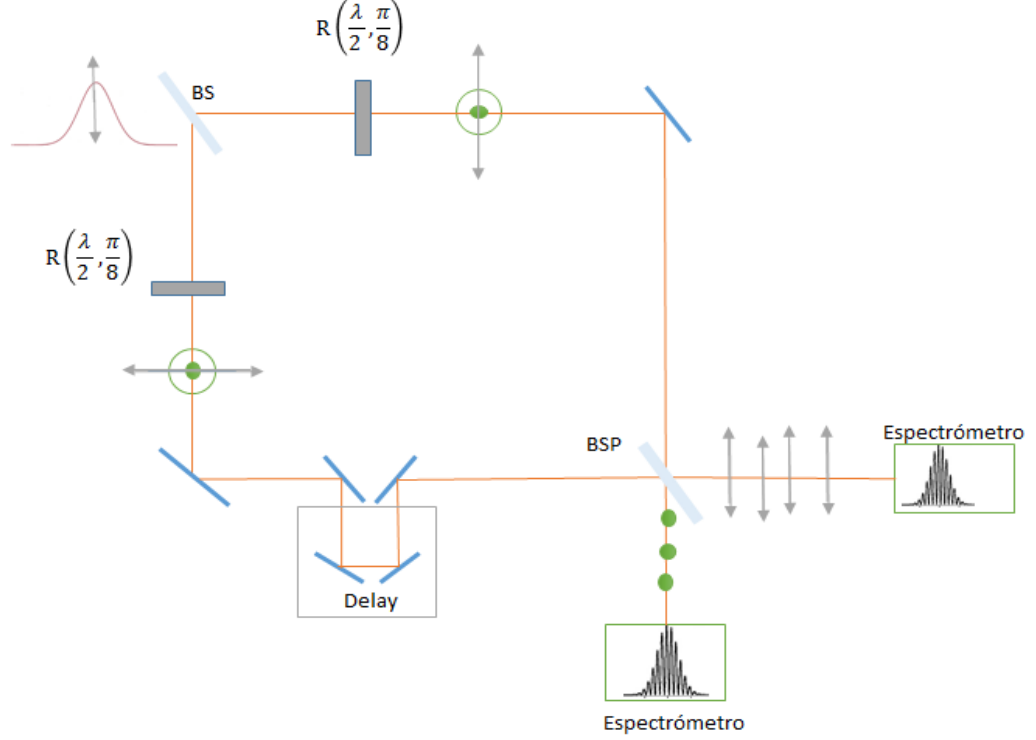 R(λ/2, π/8)
BS
R(λ/2, π/8)
BSP
Espectrómetro
Delay
Espectrómetro